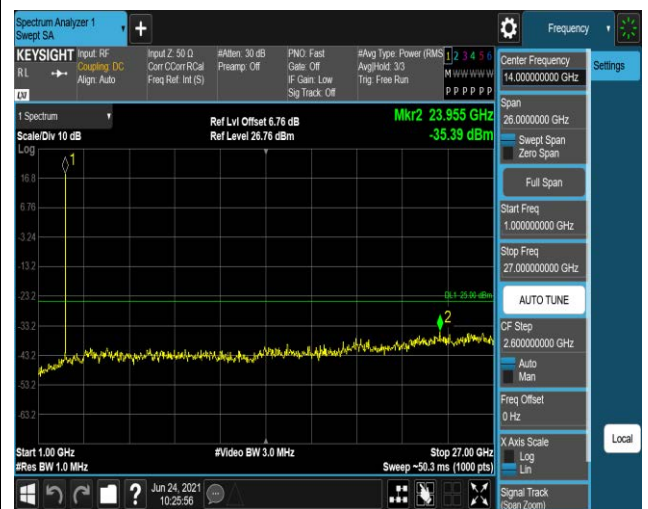 Spectrum Analyzer 1
Swept SA
Frequency
KEYSIGHT
RL
LXI
Input: RF
Coupling: DC
Align: Auto
Input Z: 50 Ω
Corr CCorr RCal
Freq Ref: Int (S)
#Atten: 30 dB
Preamp: Off
PNO: Fast
Gate: Off
IF Gain: Low
Sig Track: Off
#Avg Type: Power (RMS
Avg|Hold: 3/3
Trig: Free Run
1 2 3 4 5 6
M W W W W W
P P P P P P
Center Frequency
14.000000000 GHz
Settings
Span
26.0000000 GHz
Swept Span
Zero Span
Full Span
Start Freq
1.000000000 GHz
Stop Freq
27.000000000 GHz
AUTO TUNE
CF Step
2.600000000 GHz
Auto
Man
Freq Offset
0 Hz
X Axis Scale
Log
Lin
Local
Signal Track
(Span Zoom)
1 Spectrum
Scale/Div 10 dB
Log
Ref Lvl Offset 6.76 dB
Ref Level 26.76 dBm
Mkr2 23.955 GHz
-35.39 dBm
1
16.8
6.76
-3.24
-13.2
-23.2
DL1 -25.00 dBm
2
-33.2
-43.2
-53.2
-63.2
Start 1.00 GHz
#Res BW 1.0 MHz
#Video BW 3.0 MHz
Stop 27.00 GHz
Sweep ~50.3 ms (1000 pts)
?
Jun 24, 2021
10:25:56